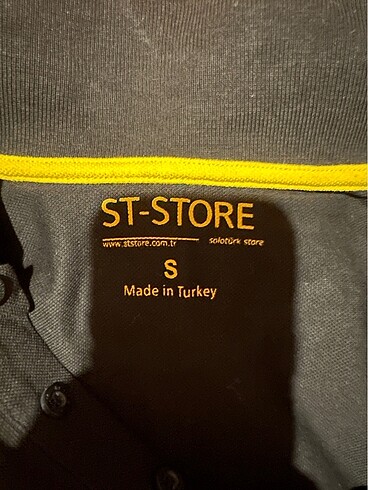 ST-STORE
www.ststore.com.tr solotürk store
S
Made in Turkey